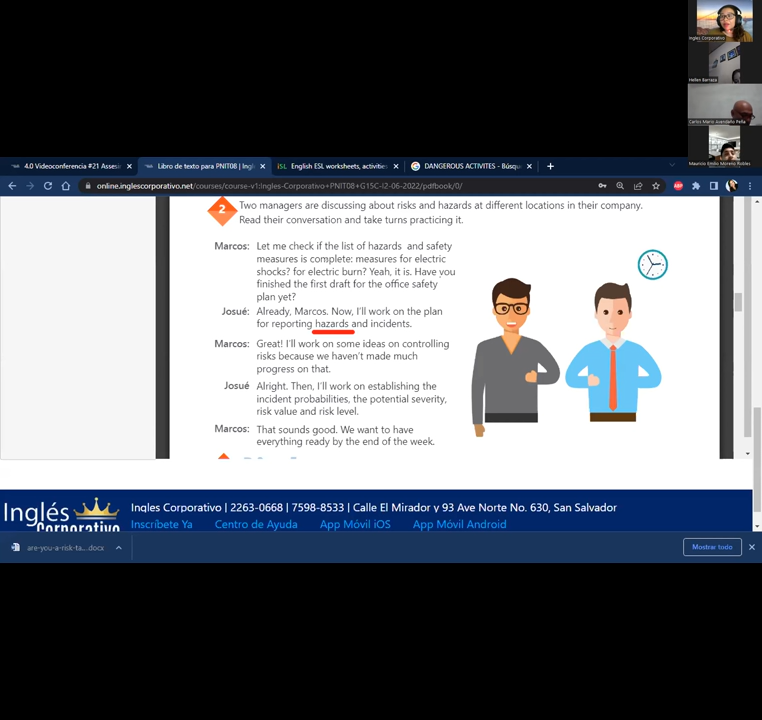 Ingles Corporativo
Hellen Barraza
Carlos Mario Avendaño Peña
Mauricio Emilio Moreno Robles
4.0 Videoconferencia #21 Asesi
Libro de texto para PNIT08 | Ingl
iSL English ESL worksheets, activities
DANGEROUS ACTIVITES - Búsqu
online.inglescorporativo.net/courses/course-v1:Ingles-Corporativo+PNIT08+G15C-I2-06-2022/pdfbook/0/
2 Two managers are discussing about risks and hazards at different locations in their company.
Read their conversation and take turns practicing it.
Marcos: Let me check if the list of hazards and safety
measures is complete: measures for electric
shocks? for electric burn? Yeah, it is. Have you
finished the first draft for the office safety
plan yet?
Josué: Already, Marcos. Now, I'll work on the plan
for reporting hazards and incidents.
Marcos: Great! I'll work on some ideas on controlling
risks because we haven't made much
progress on that.
Josué Alright. Then, I'll work on establishing the
incident probabilities, the potential severity,
risk value and risk level.
Marcos: That sounds good. We want to have
everything ready by the end of the week.
Inglés Corporativo
Ingles Corporativo | 2263-0668 | 7598-8533 | Calle El Mirador y 93 Ave Norte No. 630, San Salvador
Inscríbete Ya Centro de Ayuda App Móvil iOS App Móvil Android
are-you-a-risk-ta....docx
Mostrar todo